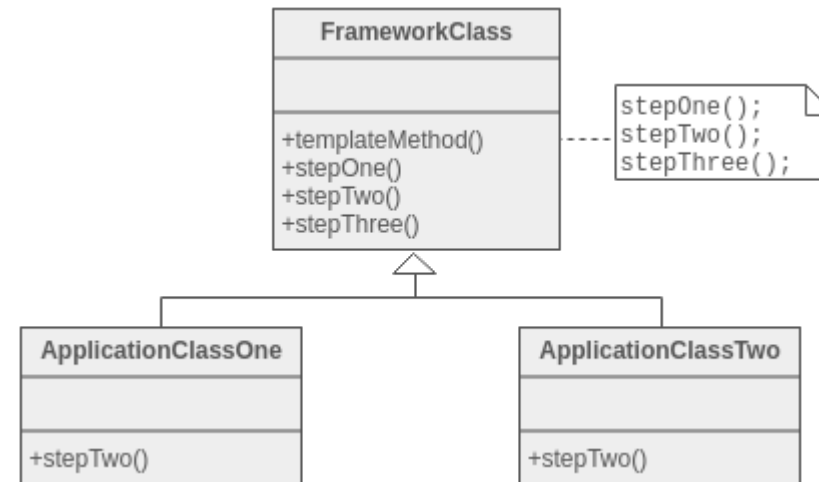 FrameworkClass
+templateMethod()
+stepOne()
+stepTwo()
+stepThree()
stepOne();
stepTwo();
stepThree();
ApplicationClassOne
+stepTwo()
ApplicationClassTwo
+stepTwo()